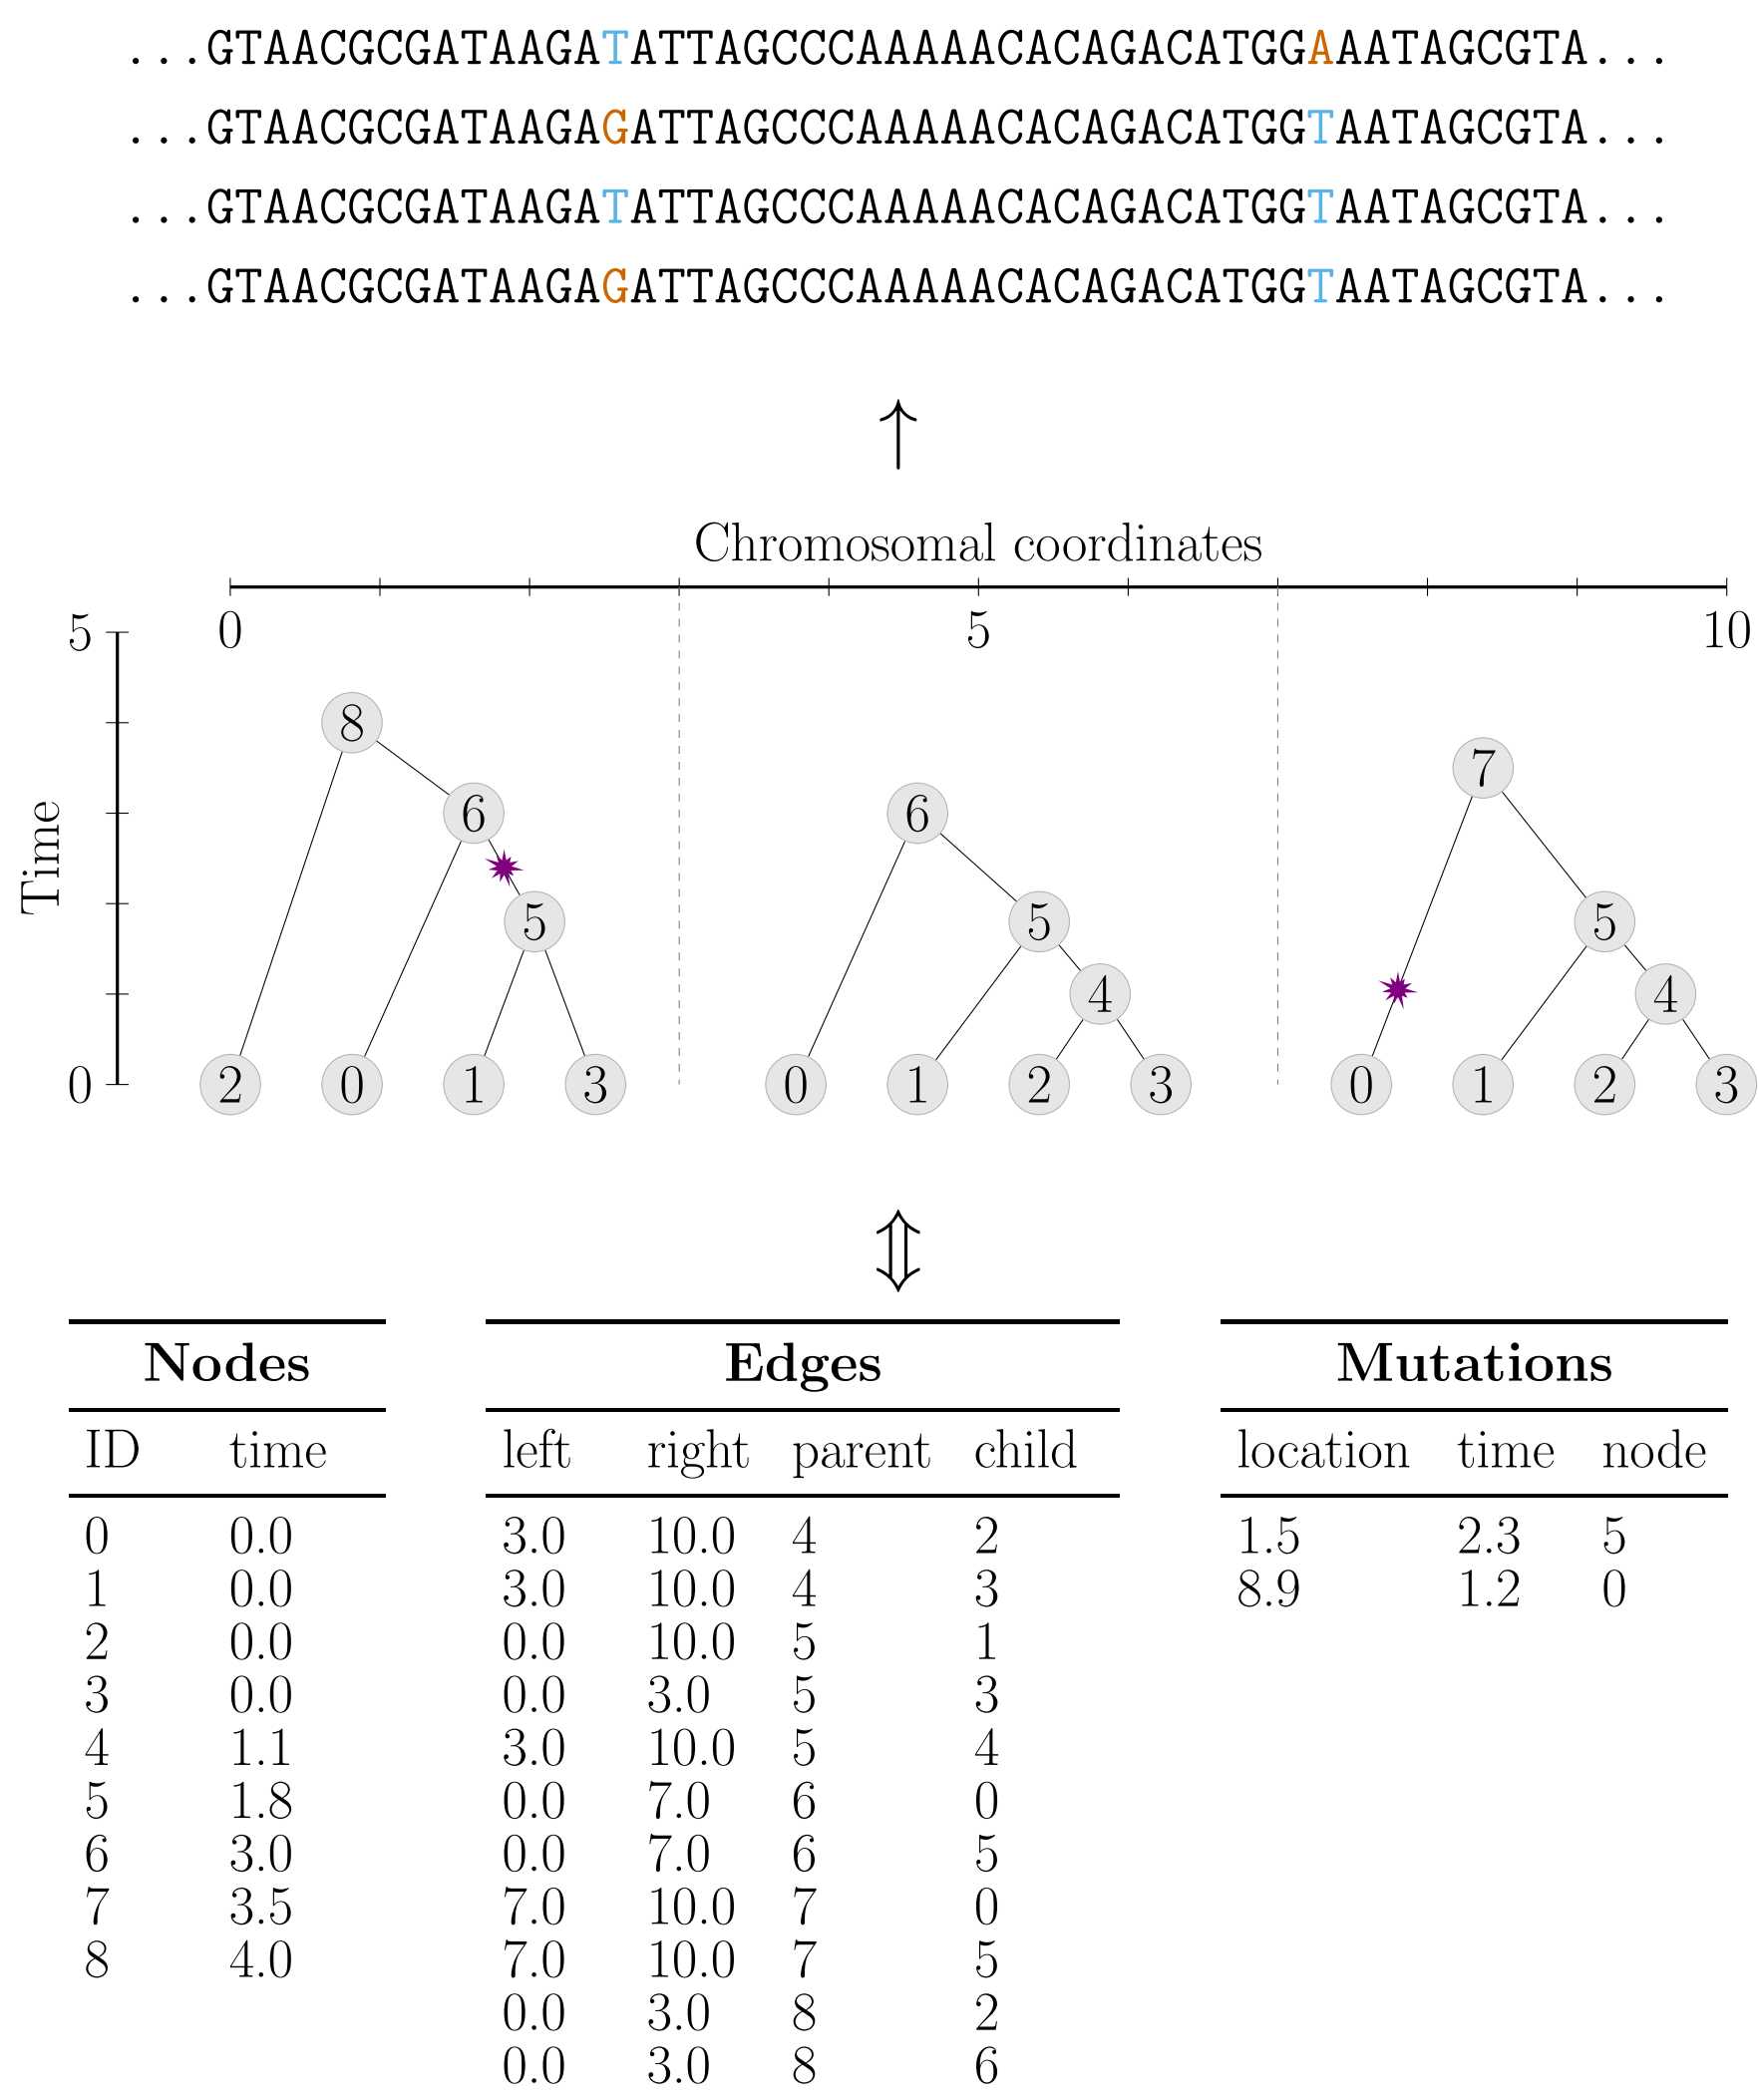 ...GTAACGCGATAAGATATTAGCCCAAAAACACAGACATGGAAATAGCGTA...
...GTAACGCGATAAGAGATTAGCCCAAAAACACAGACATGGTAATAGCGTA...
...GTAACGCGATAAGATATTAGCCCAAAAACACAGACATGGTAATAGCGTA...
...GTAACGCGATAAGAGATTAGCCCAAAAACACAGACATGGTAATAGCGTA...
↑
Chromosomal coordinates
0 5 10
5
Time
0
8
6
5
2 0 1 3
6
5
4
0 1 2 3
7
5
4
0 1 2 3
⇕
Nodes
ID time
0 0.0
1 0.0
2 0.0
3 0.0
4 1.1
5 1.8
6 3.0
7 3.5
8 4.0
Edges
left right parent child
3.0 10.0 4 2
3.0 10.0 4 3
0.0 10.0 5 1
0.0 3.0 5 3
3.0 10.0 5 4
0.0 7.0 6 0
0.0 7.0 6 5
7.0 10.0 7 0
7.0 10.0 7 5
0.0 3.0 8 2
0.0 3.0 8 6
Mutations
location time node
1.5 2.3 5
8.9 1.2 0